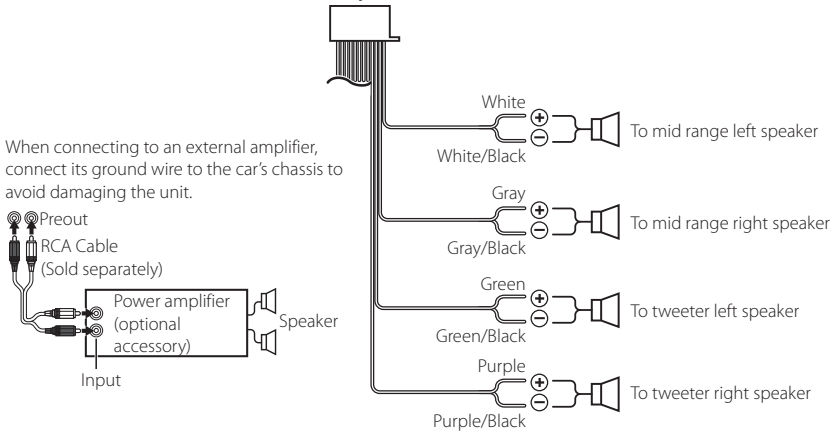 When connecting to an external amplifier,
connect its ground wire to the car's chassis to
avoid damaging the unit.
Preout
RCA Cable
(Sold separately)
Power amplifier
(optional
accessory)
Speaker
Input
White
White/Black
To mid range left speaker
Gray
Gray/Black
To mid range right speaker
Green
Green/Black
To tweeter left speaker
Purple
Purple/Black
To tweeter right speaker